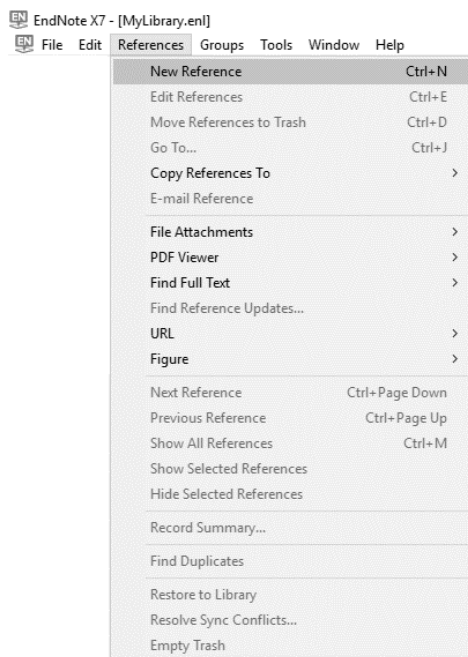 EN EndNote X7 - [MyLibrary.enl]
EN File Edit References Groups Tools Window Help
New Reference Ctrl+N
Edit References Ctrl+E
Move References to Trash Ctrl+D
Go To... Ctrl+J
Copy References To
E-mail Reference
File Attachments
PDF Viewer
Find Full Text
Find Reference Updates...
URL
Figure
Next Reference Ctrl+Page Down
Previous Reference Ctrl+Page Up
Show All References Ctrl+M
Show Selected References
Hide Selected References
Record Summary...
Find Duplicates
Restore to Library
Resolve Sync Conflicts...
Empty Trash